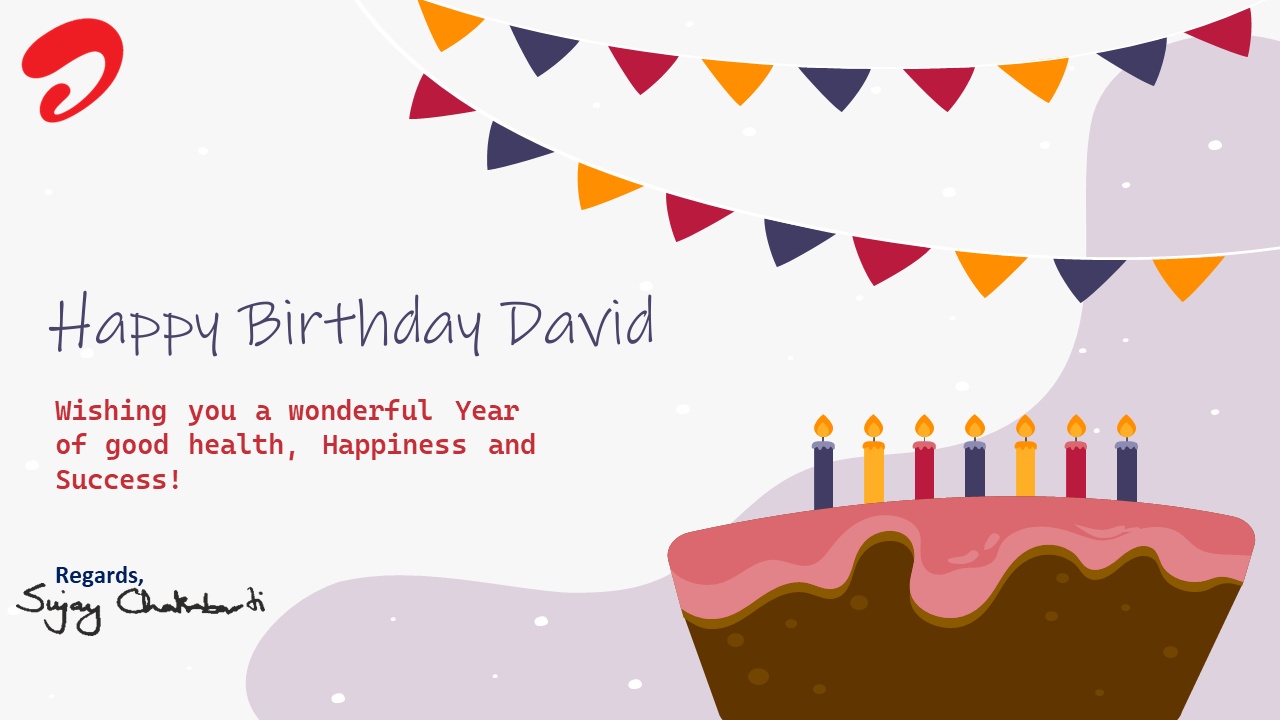 Happy Birthday David
Wishing you a wonderful Year
of good health, Happiness and
Success!
Regards,
Sujay Chakrabarti